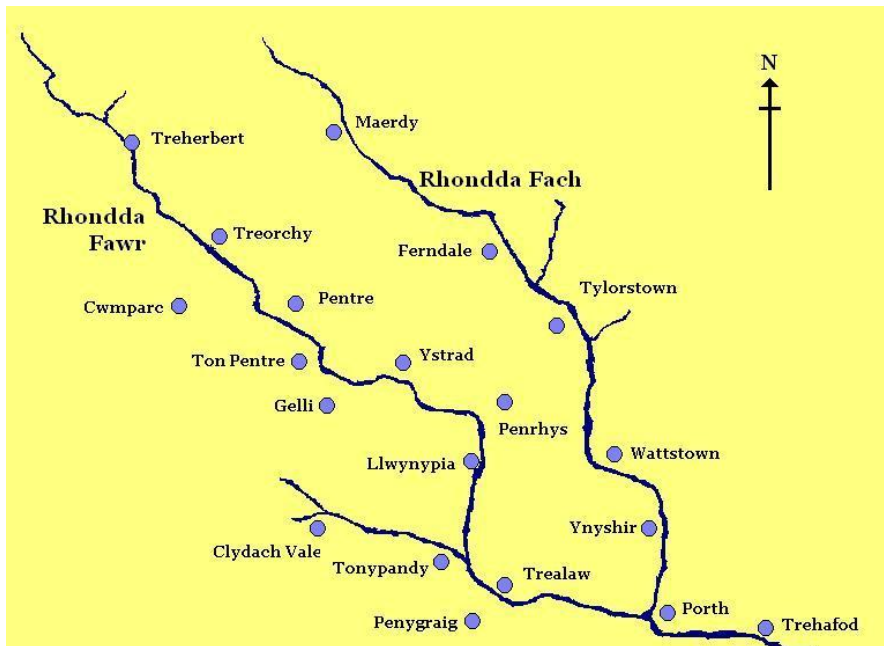 N
Maerdy
Treherbert
Rhondda Fach
Rhondda
Fawr
Treorchy
Ferndale
Tylorstown
Cwmparc
Pentre
Ton Pentre
Ystrad
Gelli
Penrhys
Llwynypia
Wattstown
Ynyshir
Clydach Vale
Tonypandy
Trealaw
Penygraig
Porth
Trehafod